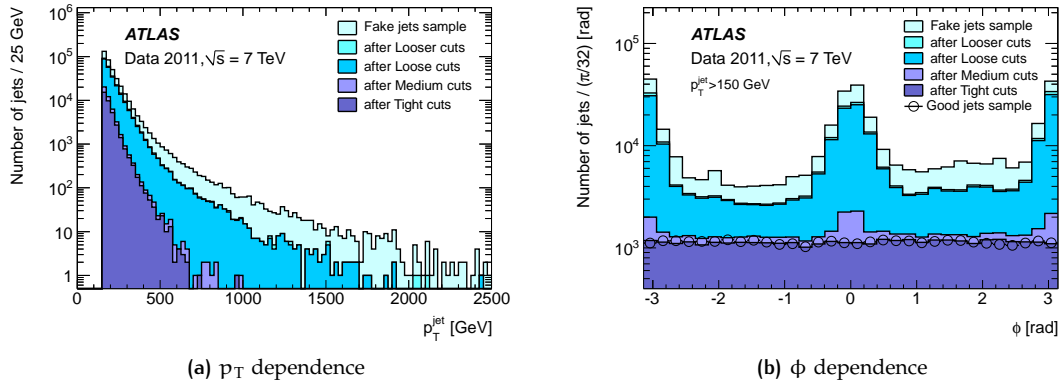 Number of jets / 25 GeV
10⁶
10⁵
10⁴
10³
10²
10
1
ATLAS
Data 2011,√s = 7 TeV
Fake jets sample
after Looser cuts
after Loose cuts
after Medium cuts
after Tight cuts
0 500 1000 1500 2000 2500
p_T^jet [GeV]
(a) p_T dependence
Number of jets / (π/32) [rad]
10⁵
10⁴
10³
ATLAS
Data 2011,√s = 7 TeV
p_T^jet>150 GeV
Fake jets sample
after Looser cuts
after Loose cuts
after Medium cuts
after Tight cuts
Good jets sample
-3 -2 -1 0 1 2 3
ϕ [rad]
(b) ϕ dependence